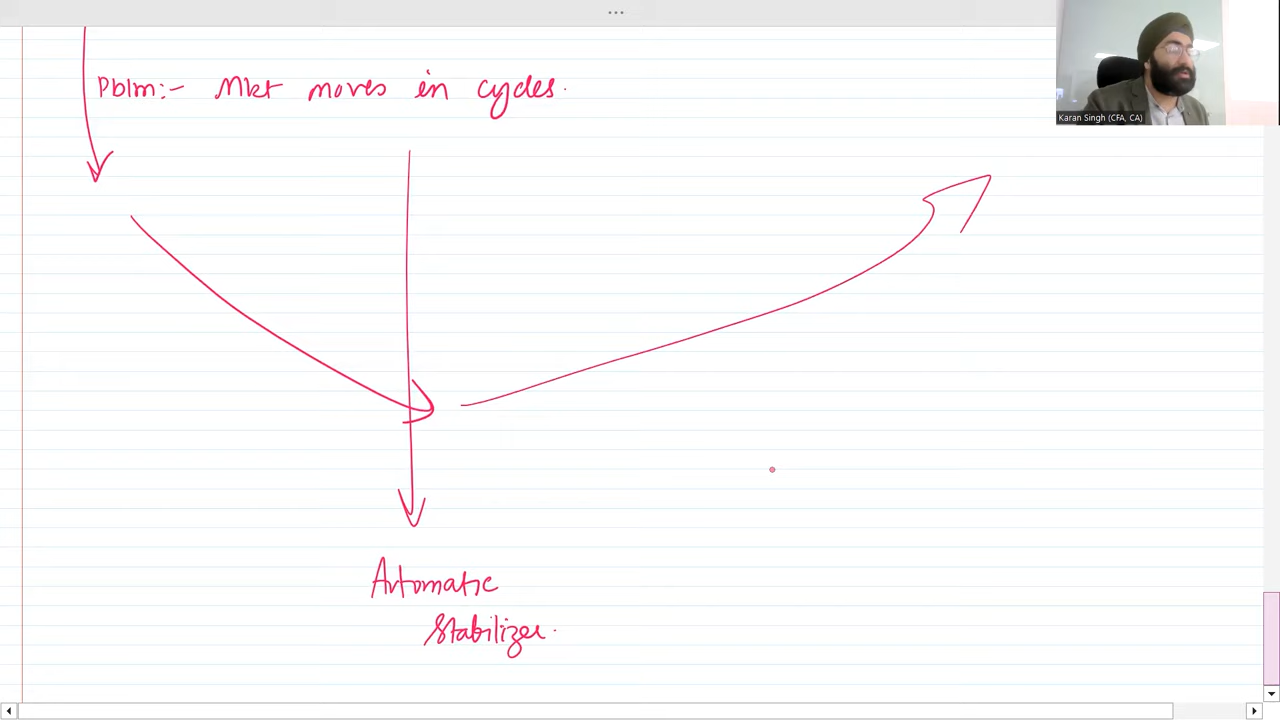 Pblm:- Mkt moves in cycles.
Karan Singh (CFA, CA)
Automatic
Stabilizer.